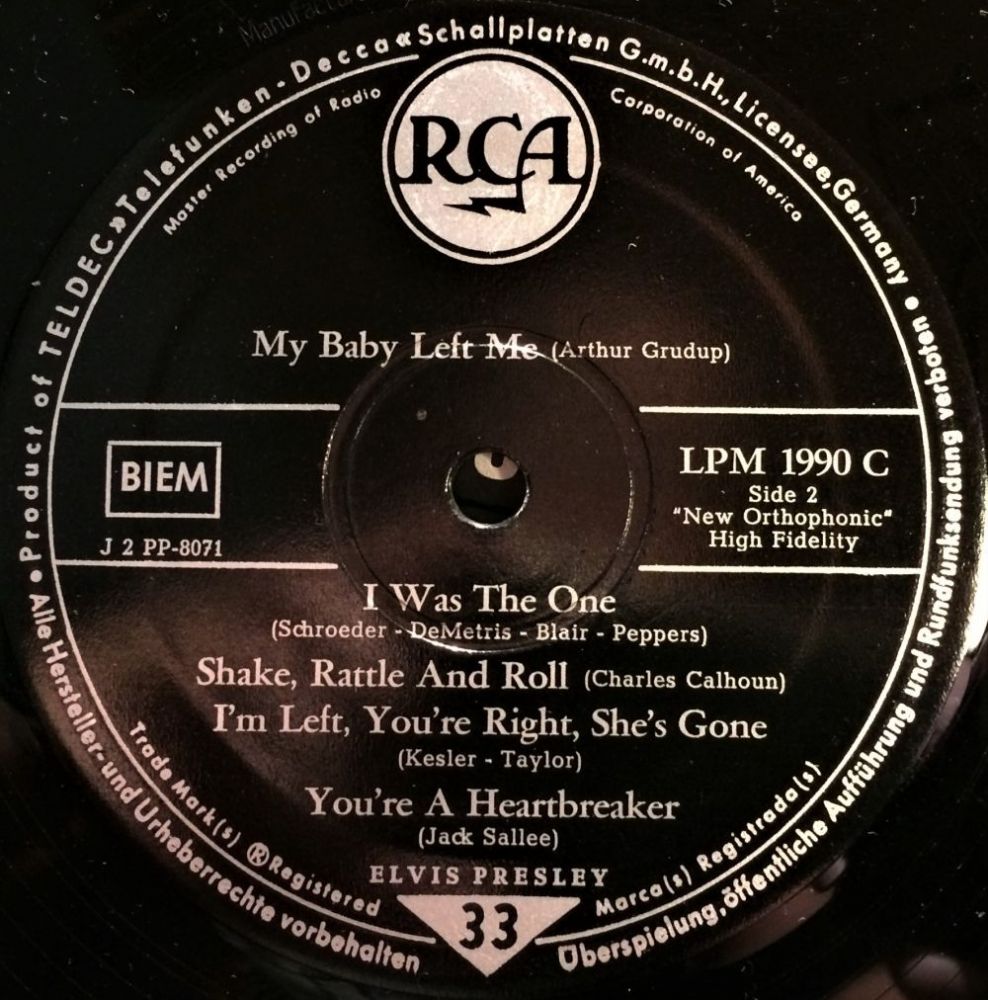 Product of TELDEC »Telefunken-Decca« Schallplatten G.m.b.H., Licensee, Germany •
Master Recording of Radio Corporation of America
RCA
My Baby Left Me (Arthur Grudup)
BIEM
J 2 PP-8071
LPM 1990 C
Side 2
"New Orthophonic"
High Fidelity
I Was The One
(Schroeder - DeMetris - Blair - Peppers)
Shake, Rattle And Roll (Charles Calhoun)
I'm Left, You're Right, She's Gone
(Kesler - Taylor)
You're A Heartbreaker
(Jack Sallee)
ELVIS PRESLEY
33
Trade Mark(s) ®Registered
Marca(s) Registrada(s)
• Alle Hersteller- und Urheberrechte vorbehalten
Überspielung, öffentliche Aufführung und Rundfunksendung verboten